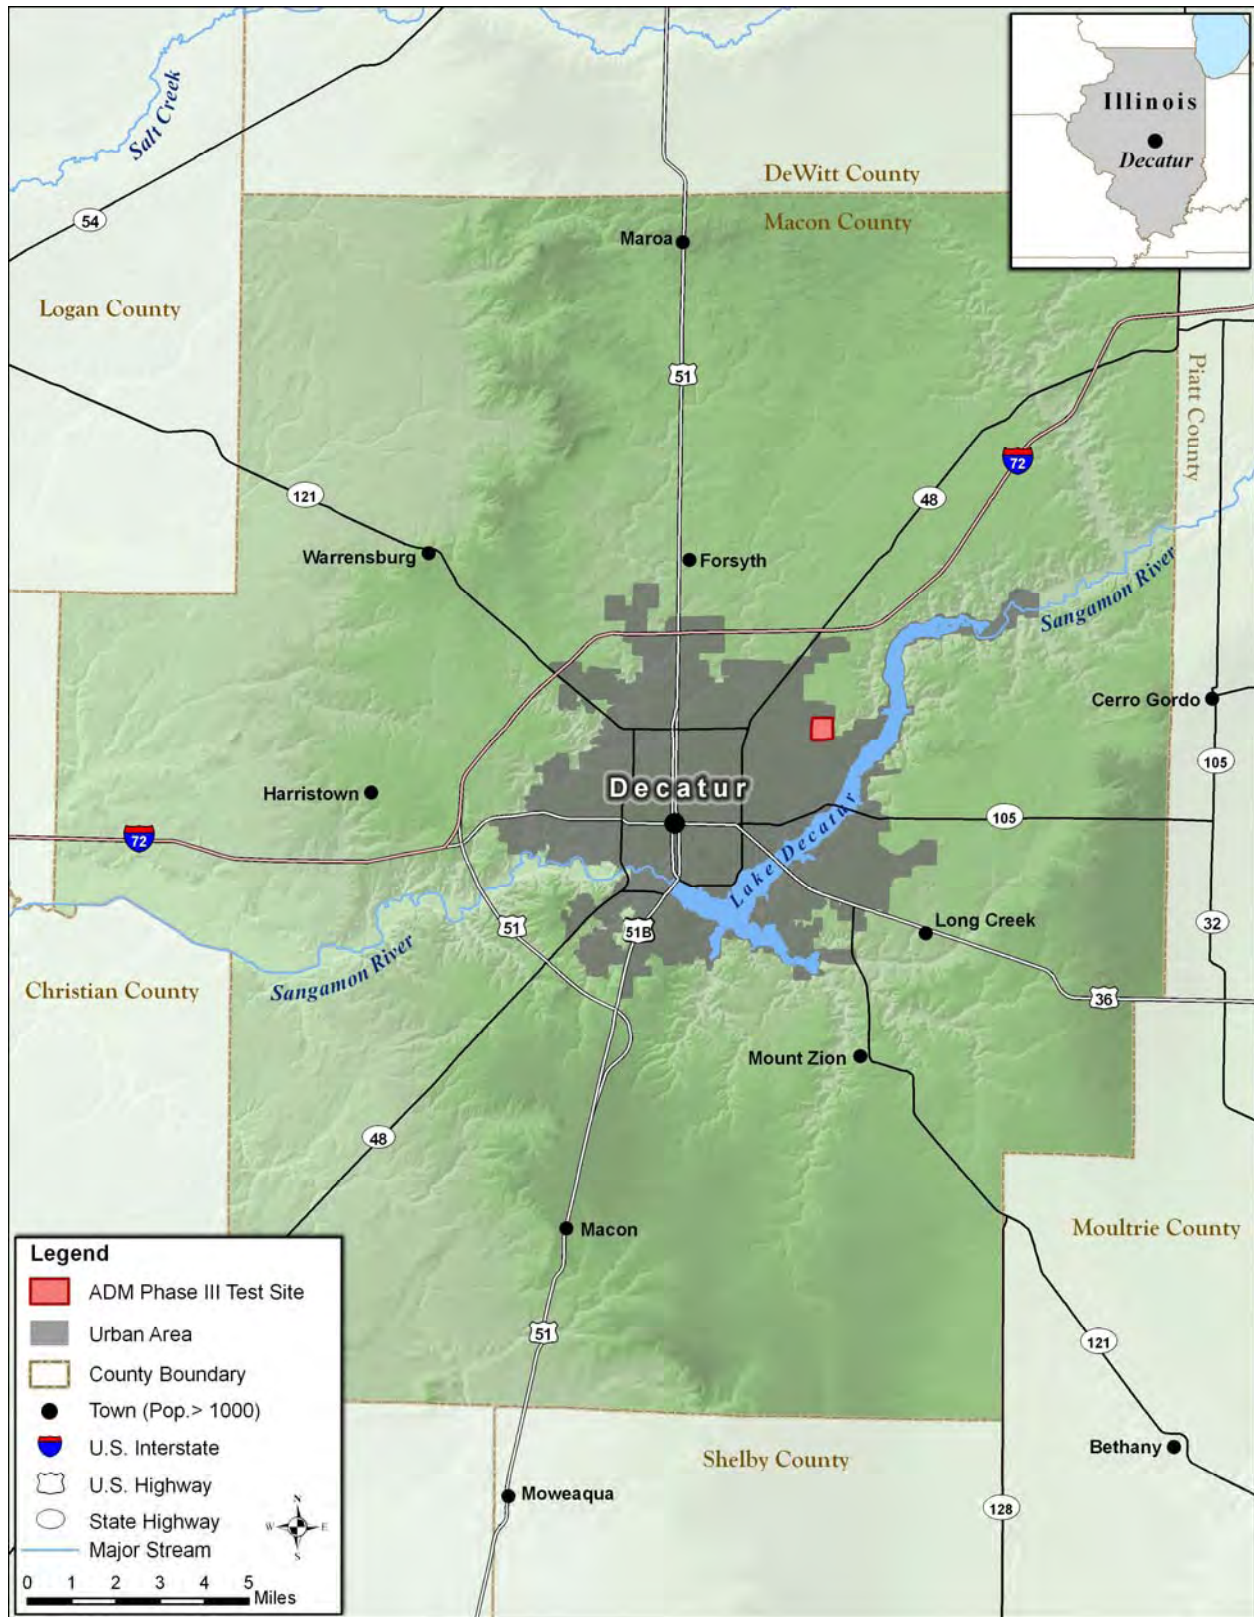 Salt Creek
Illinois
Decatur
DeWitt County
Macon County
54
Maroa
Logan County
51
Piatt County
72
121
48
Warrensburg
Forsyth
Sangamon River
Cerro Gordo
105
Harristown
Decatur
72
105
Lake Decatur
51
51B
Long Creek
32
Sangamon River
Christian County
36
Mount Zion
48
Macon
Moultrie County
Legend
ADM Phase III Test Site
Urban Area
County Boundary
Town (Pop.> 1000)
U.S. Interstate
U.S. Highway
State Highway
Major Stream
N
W E
S
0 1 2 3 4 5
Miles
51
121
Shelby County
Bethany
Moweaqua
128